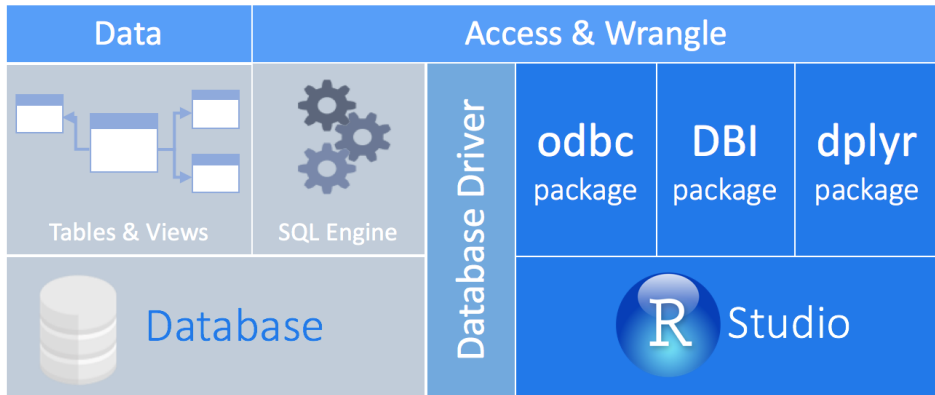 Data
Access & Wrangle
Tables & Views
SQL Engine
Database Driver
odbc
package
DBI
package
dplyr
package
Database
R Studio